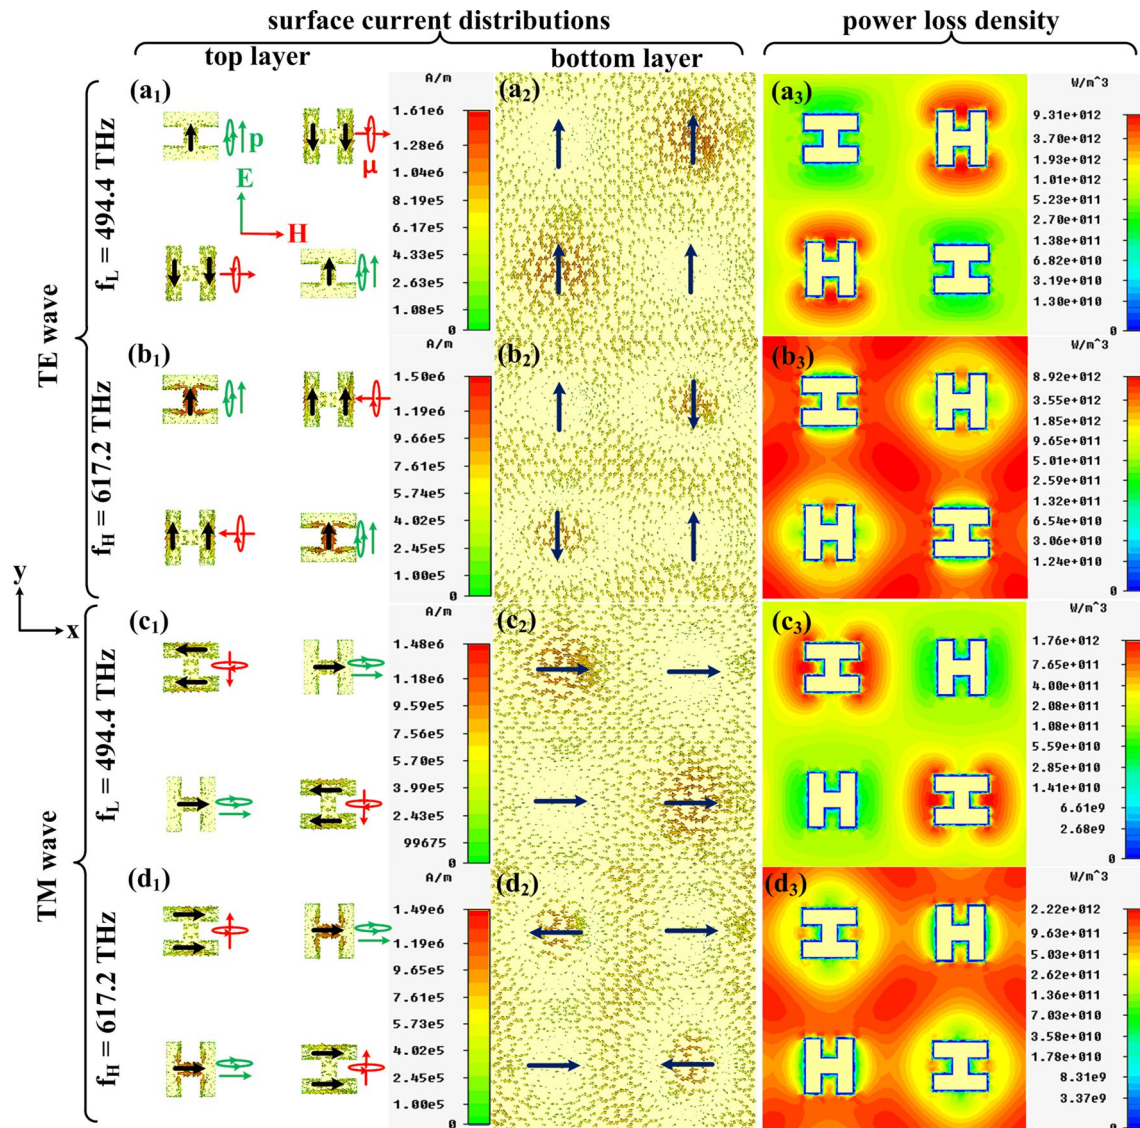 surface current distributions
power loss density
top layer
bottom layer
TE wave
TM wave
f_L = 494.4 THz
f_H = 617.2 THz
f_L = 494.4 THz
f_H = 617.2 THz
y
x
(a1)
p
μ
E
H
A/m
1.61e6
1.28e6
1.04e6
8.19e5
6.17e5
4.33e5
2.63e5
1.08e5
0
(a2)
(a3)
W/m^3
9.31e+012
3.70e+012
1.93e+012
1.01e+012
5.23e+011
2.70e+011
1.38e+011
6.82e+010
3.19e+010
1.30e+010
0
(b1)
A/m
1.50e6
1.19e6
9.66e5
7.61e5
5.74e5
4.02e5
2.45e5
1.00e5
0
(b2)
(b3)
W/m^3
8.92e+012
3.55e+012
1.85e+012
9.65e+011
5.01e+011
2.59e+011
1.32e+011
6.54e+010
3.06e+010
1.24e+010
0
(c1)
A/m
1.48e6
1.18e6
9.59e5
7.56e5
5.70e5
3.99e5
2.43e5
99675
0
(c2)
(c3)
W/m^3
1.76e+012
7.65e+011
4.00e+011
2.08e+011
1.08e+011
5.59e+010
2.85e+010
1.41e+010
6.61e9
2.68e9
0
(d1)
A/m
1.49e6
1.19e6
9.65e5
7.61e5
5.73e5
4.02e5
2.45e5
1.00e5
0
(d2)
(d3)
W/m^3
2.22e+012
9.63e+011
5.03e+011
2.62e+011
1.36e+011
7.03e+010
3.58e+010
1.78e+010
8.31e9
3.37e9
0